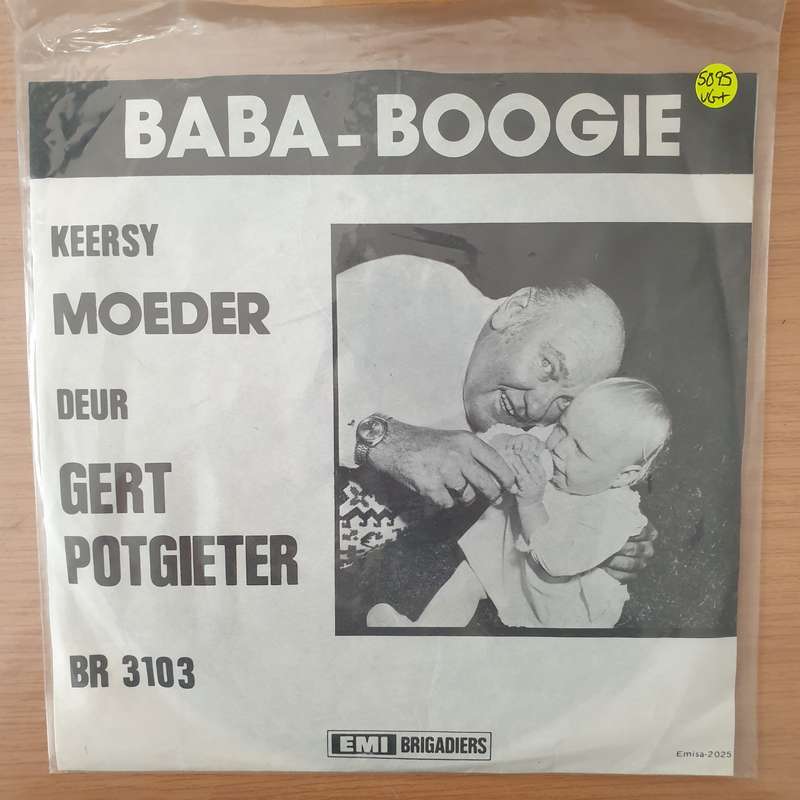 BABA-BOOGIE
5095
VG+
KEERSY
MOEDER
DEUR
GERT
POTGIETER
BR 3103
EMI BRIGADIERS
Emisa-2025